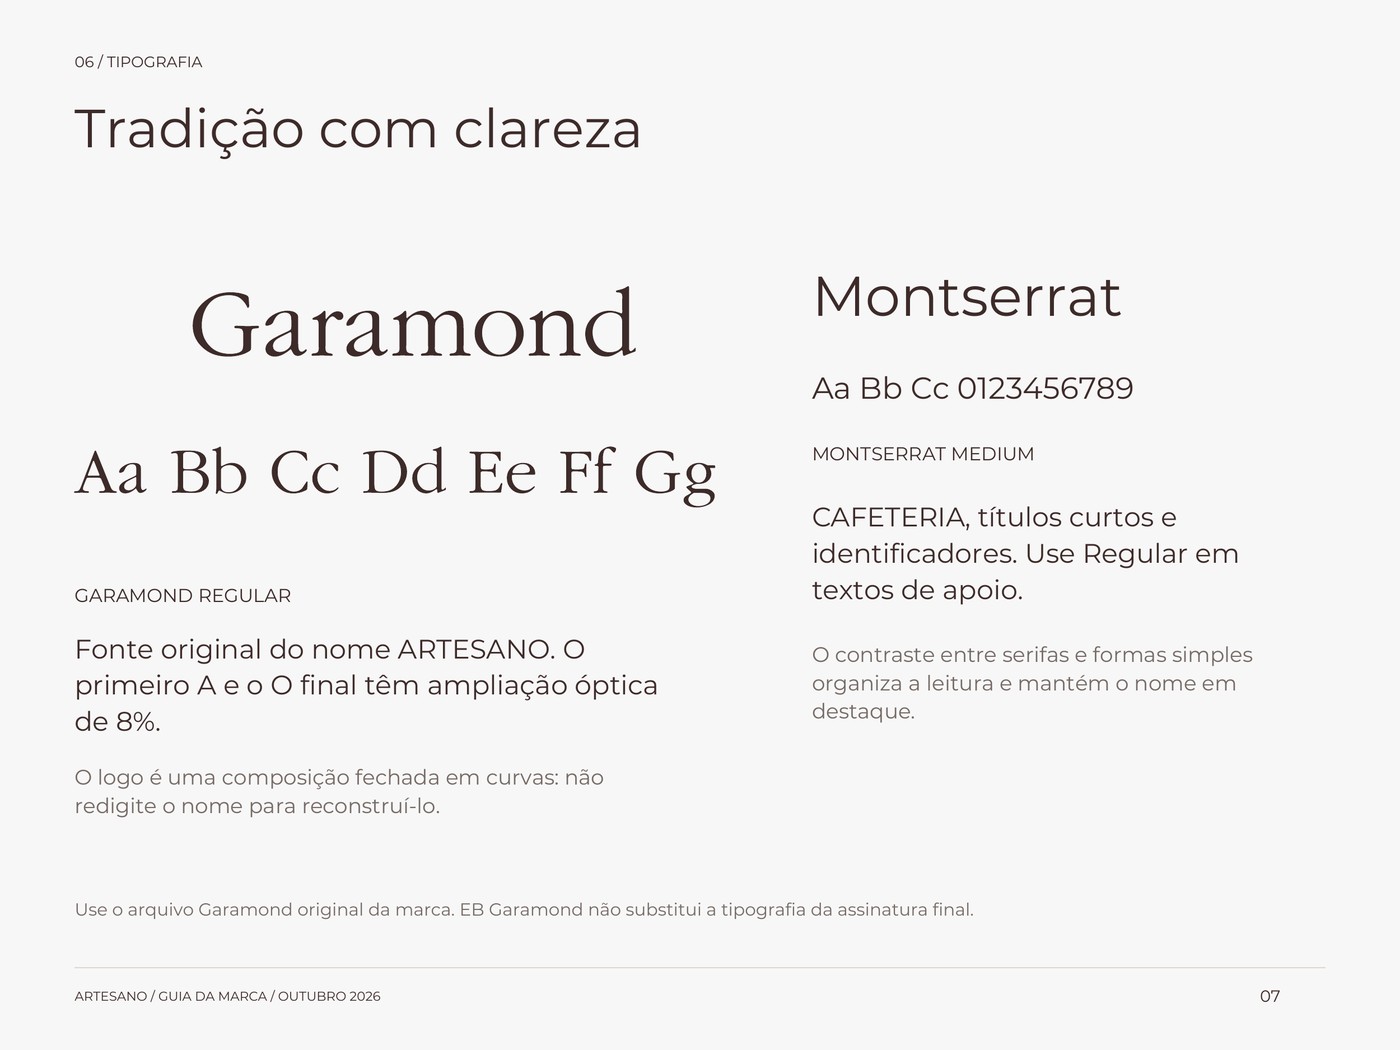 06 / TIPOGRAFIA
Tradição com clareza
Garamond
Aa Bb Cc Dd Ee Ff Gg
GARAMOND REGULAR
Fonte original do nome ARTESANO. O
primeiro A e o O final têm ampliação óptica
de 8%.
O logo é uma composição fechada em curvas: não
redigite o nome para reconstruí-lo.
Montserrat
Aa Bb Cc 0123456789
MONTSERRAT MEDIUM
CAFETERIA, títulos curtos e
identificadores. Use Regular em
textos de apoio.
O contraste entre serifas e formas simples
organiza a leitura e mantém o nome em
destaque.
Use o arquivo Garamond original da marca. EB Garamond não substitui a tipografia da assinatura final.
ARTESANO / GUIA DA MARCA / OUTUBRO 2026
07